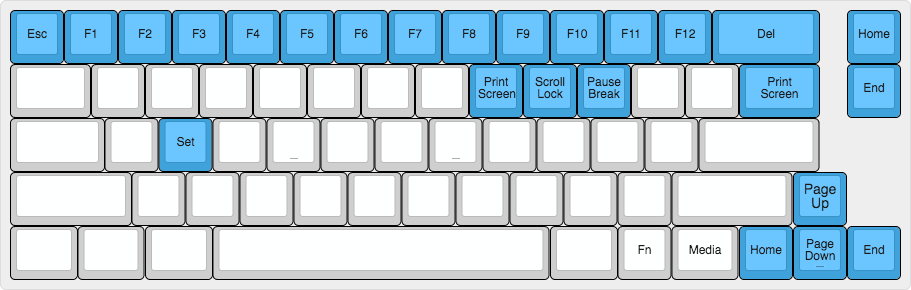 Esc F1 F2 F3 F4 F5 F6 F7 F8 F9 F10 F11 F12 Del Home
Print Screen Scroll Lock Pause Break Print Screen End
Set _ _
Page Up
Fn Media Home Page Down _ End